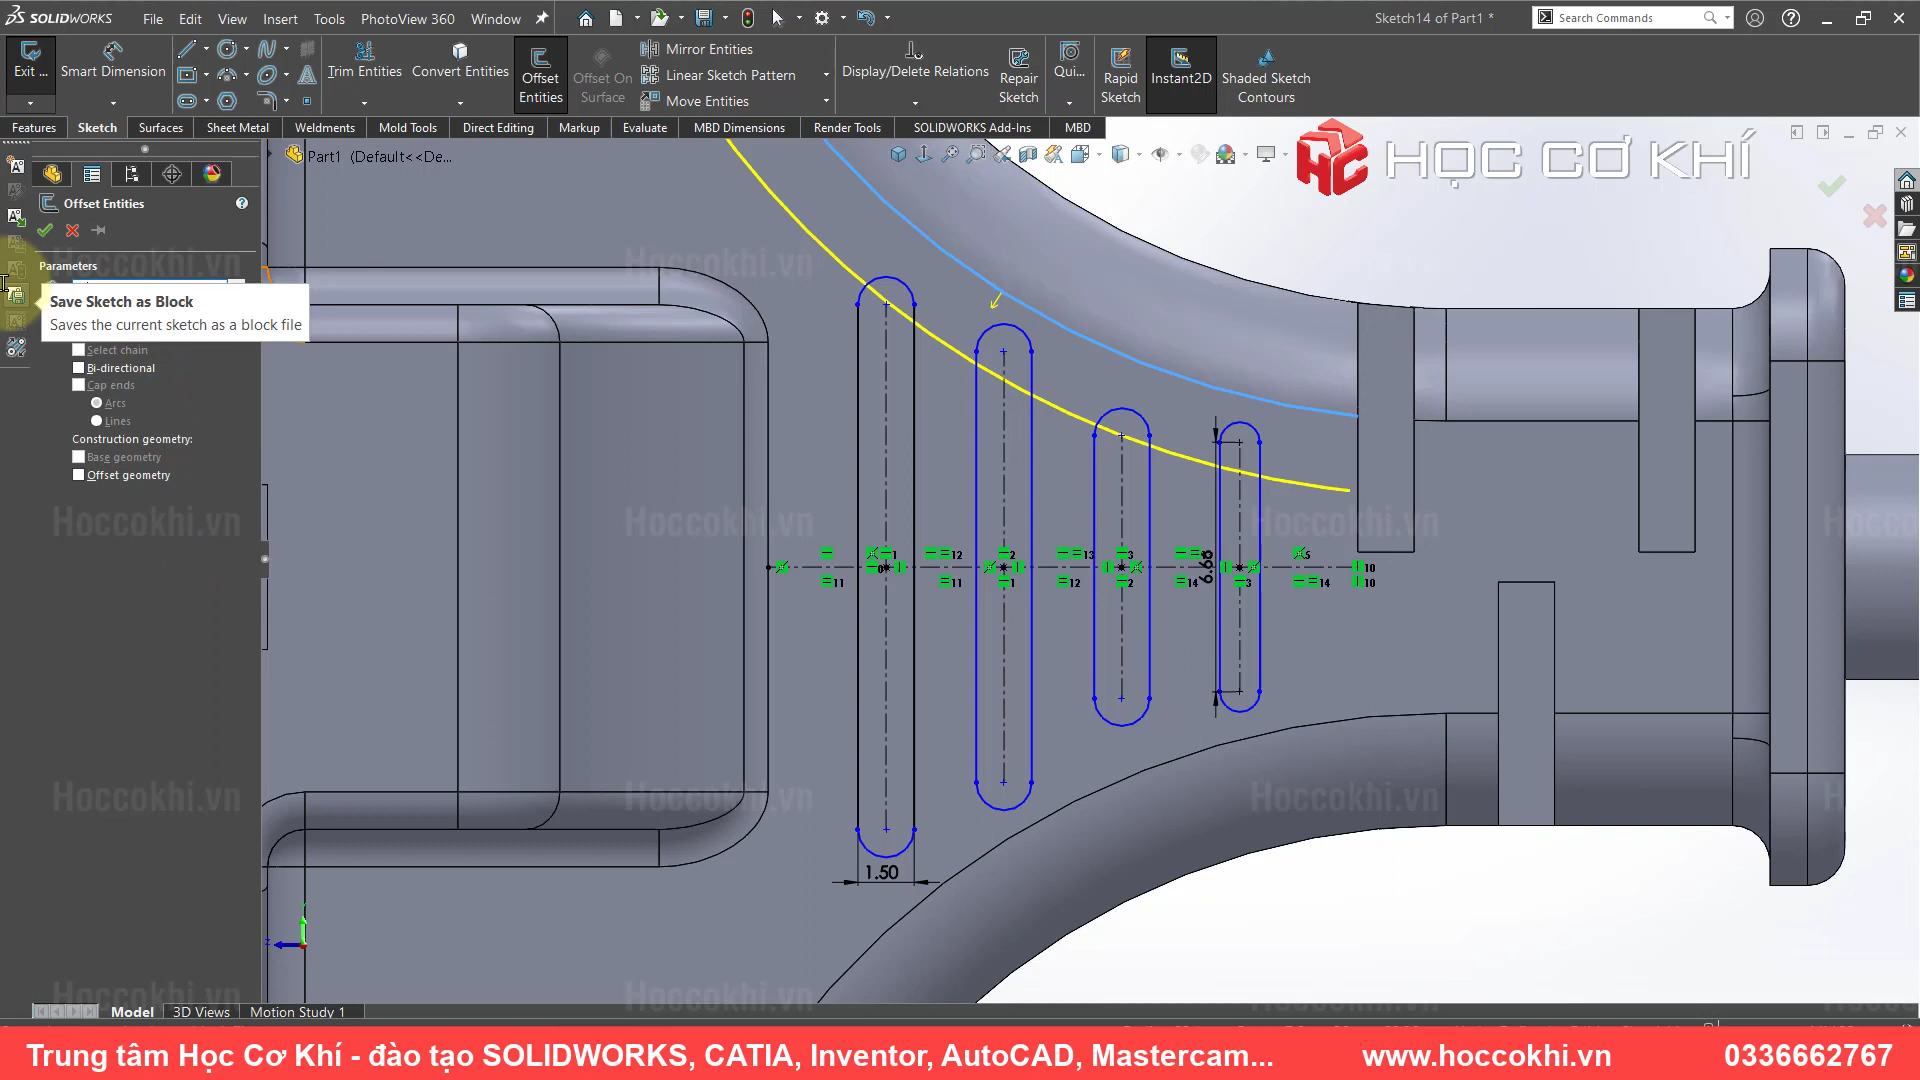 SOLIDWORKS File Edit View Insert Tools PhotoView 360 Window Sketch14 of Part1 * Search Commands
Exit ... Smart Dimension Trim Entities Convert Entities Offset Entities Offset On Surface Mirror Entities Linear Sketch Pattern Move Entities Display/Delete Relations Repair Sketch Qui... Rapid Sketch Instant2D Shaded Sketch Contours
Features Sketch Surfaces Sheet Metal Weldments Mold Tools Direct Editing Markup Evaluate MBD Dimensions Render Tools SOLIDWORKS Add-Ins MBD
Part1 (Default<<De...
HỌC CƠ KHÍ
Offset Entities
Parameters
Save Sketch as Block
Saves the current sketch as a block file
Select chain
Bi-directional
Cap ends
Arcs
Lines
Construction geometry:
Base geometry
Offset geometry
Hoccokhi.vn
6.66
1.50
Model 3D Views Motion Study 1
Trung tâm Học Cơ Khí - đào tạo SOLIDWORKS, CATIA, Inventor, AutoCAD, Mastercam... www.hoccokhi.vn 0336662767